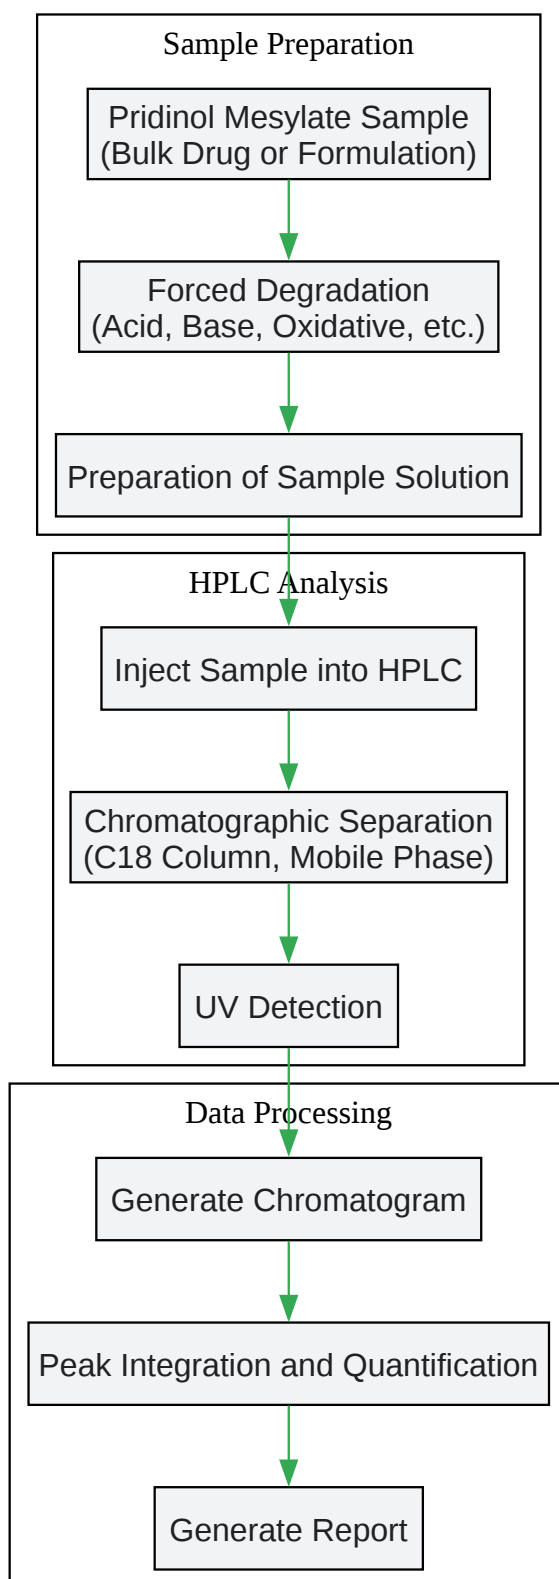 Sample Preparation
Pridinol Mesylate Sample
(Bulk Drug or Formulation)
Forced Degradation
(Acid, Base, Oxidative, etc.)
Preparation of Sample Solution
HPLC Analysis
Inject Sample into HPLC
Chromatographic Separation
(C18 Column, Mobile Phase)
UV Detection
Data Processing
Generate Chromatogram
Peak Integration and Quantification
Generate Report